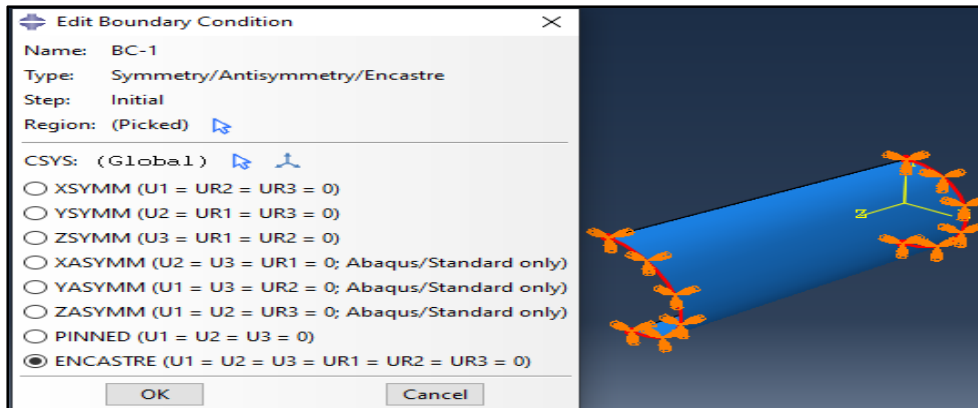 Edit Boundary Condition
Name: BC-1
Type: Symmetry/Antisymmetry/Encastre
Step: Initial
Region: (Picked)
CSYS: (Global)
XSYMM (U1 = UR2 = UR3 = 0)
YSYMM (U2 = UR1 = UR3 = 0)
ZSYMM (U3 = UR1 = UR2 = 0)
XASYMM (U2 = U3 = UR1 = 0; Abaqus/Standard only)
YASYMM (U1 = U3 = UR2 = 0; Abaqus/Standard only)
ZASYMM (U1 = U2 = UR3 = 0; Abaqus/Standard only)
PINNED (U1 = U2 = U3 = 0)
ENCASTRE (U1 = U2 = U3 = UR1 = UR2 = UR3 = 0)
OK Cancel
Z